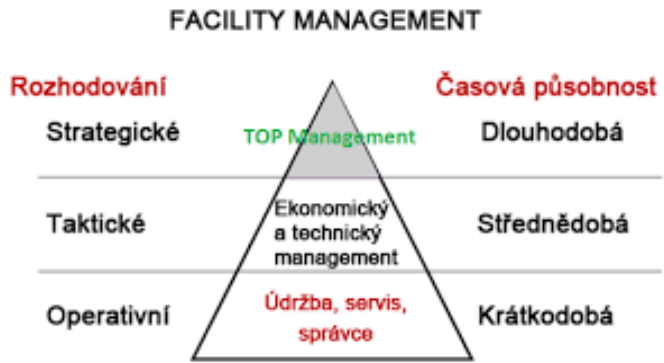 FACILITY MANAGEMENT
Rozhodování
Časová působnost
Strategické
TOP Management
Dlouhodobá
Taktické
Ekonomický
a technický
management
Střednědobá
Operativní
Údržba, servis,
správce
Krátkodobá